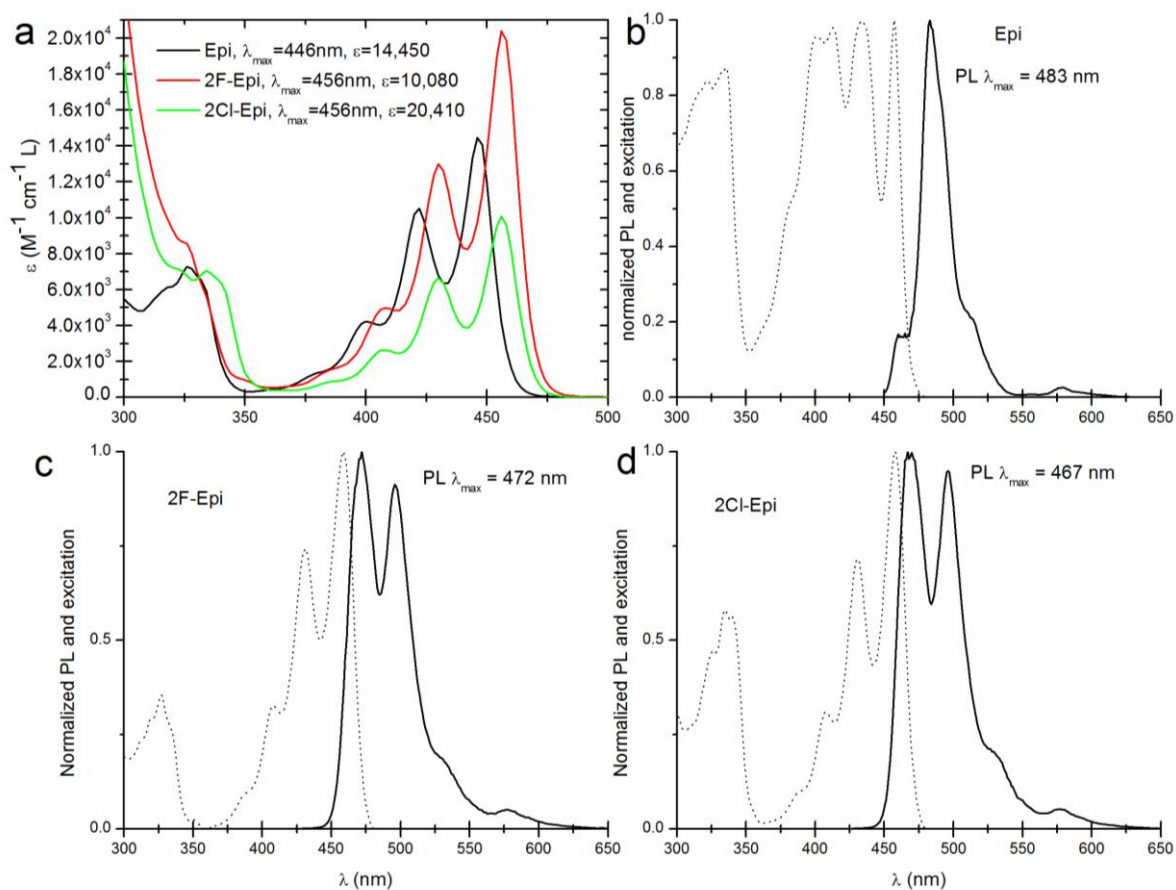 a
Epi, λmax=446nm, ε=14,450
2F-Epi, λmax=456nm, ε=10,080
2Cl-Epi, λmax=456nm, ε=20,410
ε (M⁻¹ cm⁻¹ L)
2.0x10⁴
1.8x10⁴
1.6x10⁴
1.4x10⁴
1.2x10⁴
1.0x10⁴
8.0x10³
6.0x10³
4.0x10³
2.0x10³
0.0
300 350 400 450 500
b
Epi
PL λmax = 483 nm
normalized PL and excitation
1.0
0.8
0.6
0.4
0.2
0.0
300 350 400 450 500 550 600 650
c
2F-Epi
PL λmax = 472 nm
Normalized PL and excitation
1.0
0.5
0.0
300 350 400 450 500 550 600 650
λ (nm)
d
2Cl-Epi
PL λmax = 467 nm
Normalized PL and excitation
1.0
0.5
0.0
300 350 400 450 500 550 600 650
λ (nm)